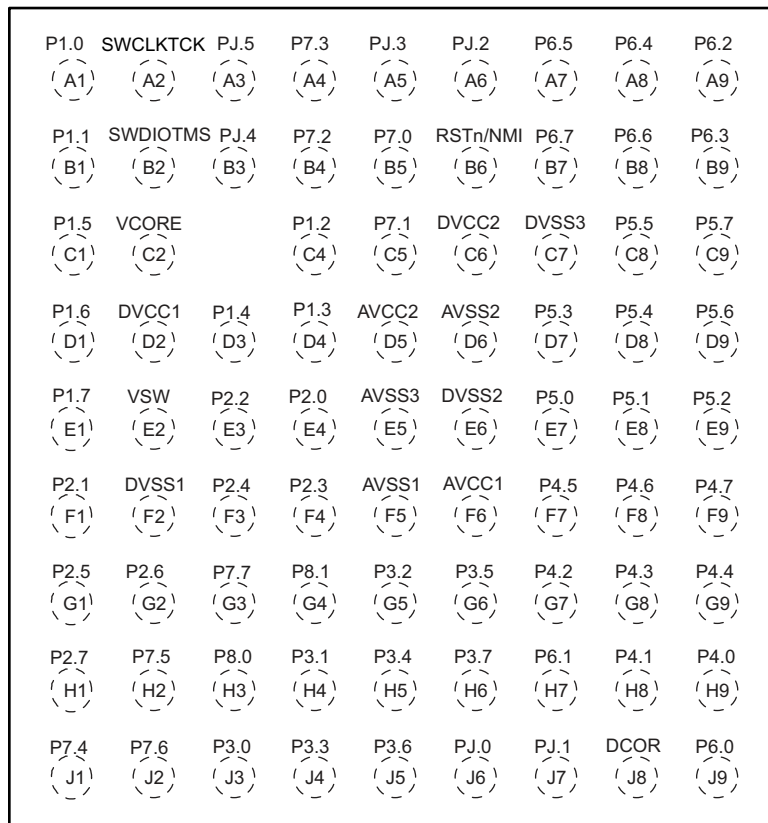 P1.0 SWCLKTCK PJ.5 P7.3 PJ.3 PJ.2 P6.5 P6.4 P6.2
A1 A2 A3 A4 A5 A6 A7 A8 A9
P1.1 SWDIOTMS PJ.4 P7.2 P7.0 RSTn/NMI P6.7 P6.6 P6.3
B1 B2 B3 B4 B5 B6 B7 B8 B9
P1.5 VCORE P1.2 P7.1 DVCC2 DVSS3 P5.5 P5.7
C1 C2 C4 C5 C6 C7 C8 C9
P1.6 DVCC1 P1.4 P1.3 AVCC2 AVSS2 P5.3 P5.4 P5.6
D1 D2 D3 D4 D5 D6 D7 D8 D9
P1.7 VSW P2.2 P2.0 AVSS3 DVSS2 P5.0 P5.1 P5.2
E1 E2 E3 E4 E5 E6 E7 E8 E9
P2.1 DVSS1 P2.4 P2.3 AVSS1 AVCC1 P4.5 P4.6 P4.7
F1 F2 F3 F4 F5 F6 F7 F8 F9
P2.5 P2.6 P7.7 P8.1 P3.2 P3.5 P4.2 P4.3 P4.4
G1 G2 G3 G4 G5 G6 G7 G8 G9
P2.7 P7.5 P8.0 P3.1 P3.4 P3.7 P6.1 P4.1 P4.0
H1 H2 H3 H4 H5 H6 H7 H8 H9
P7.4 P7.6 P3.0 P3.3 P3.6 PJ.0 PJ.1 DCOR P6.0
J1 J2 J3 J4 J5 J6 J7 J8 J9